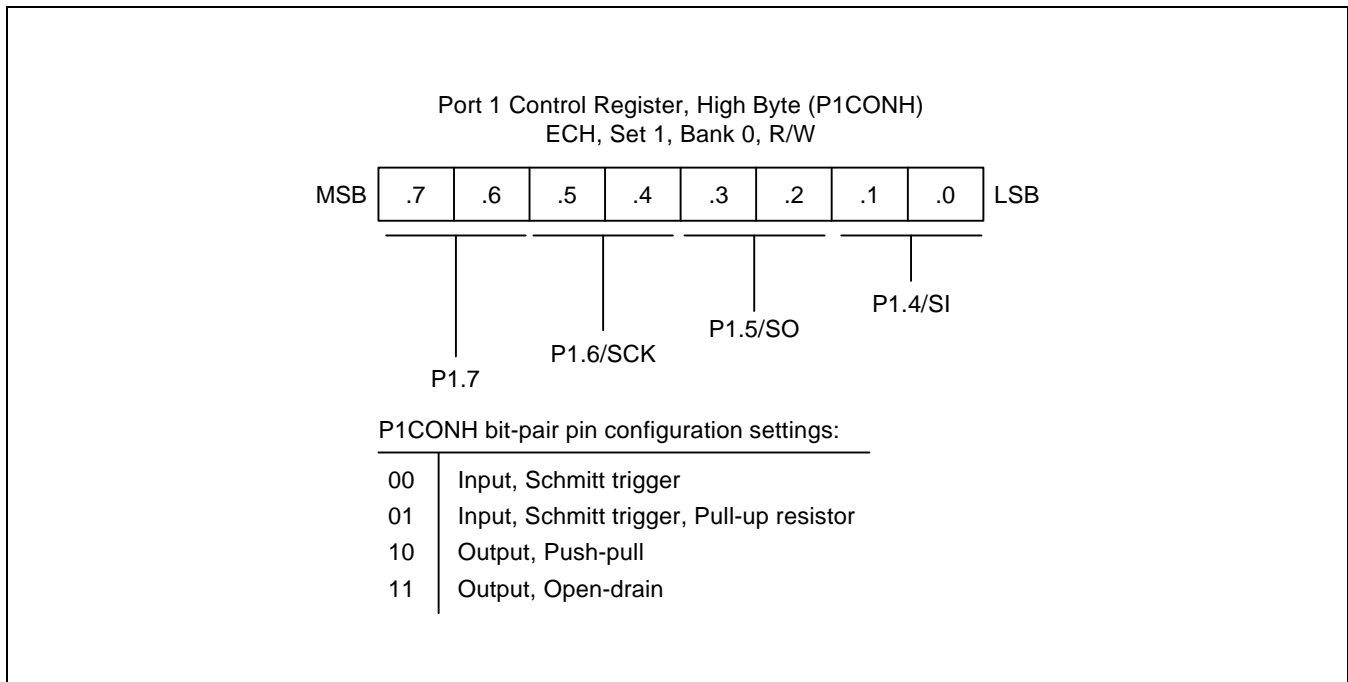 Port 1 Control Register, High Byte (P1CONH)
ECH, Set 1, Bank 0, R/W
MSB .7 .6 .5 .4 .3 .2 .1 .0 LSB
P1.4/SI
P1.5/SO
P1.6/SCK
P1.7
P1CONH bit-pair pin configuration settings:
00 Input, Schmitt trigger
01 Input, Schmitt trigger, Pull-up resistor
10 Output, Push-pull
11 Output, Open-drain